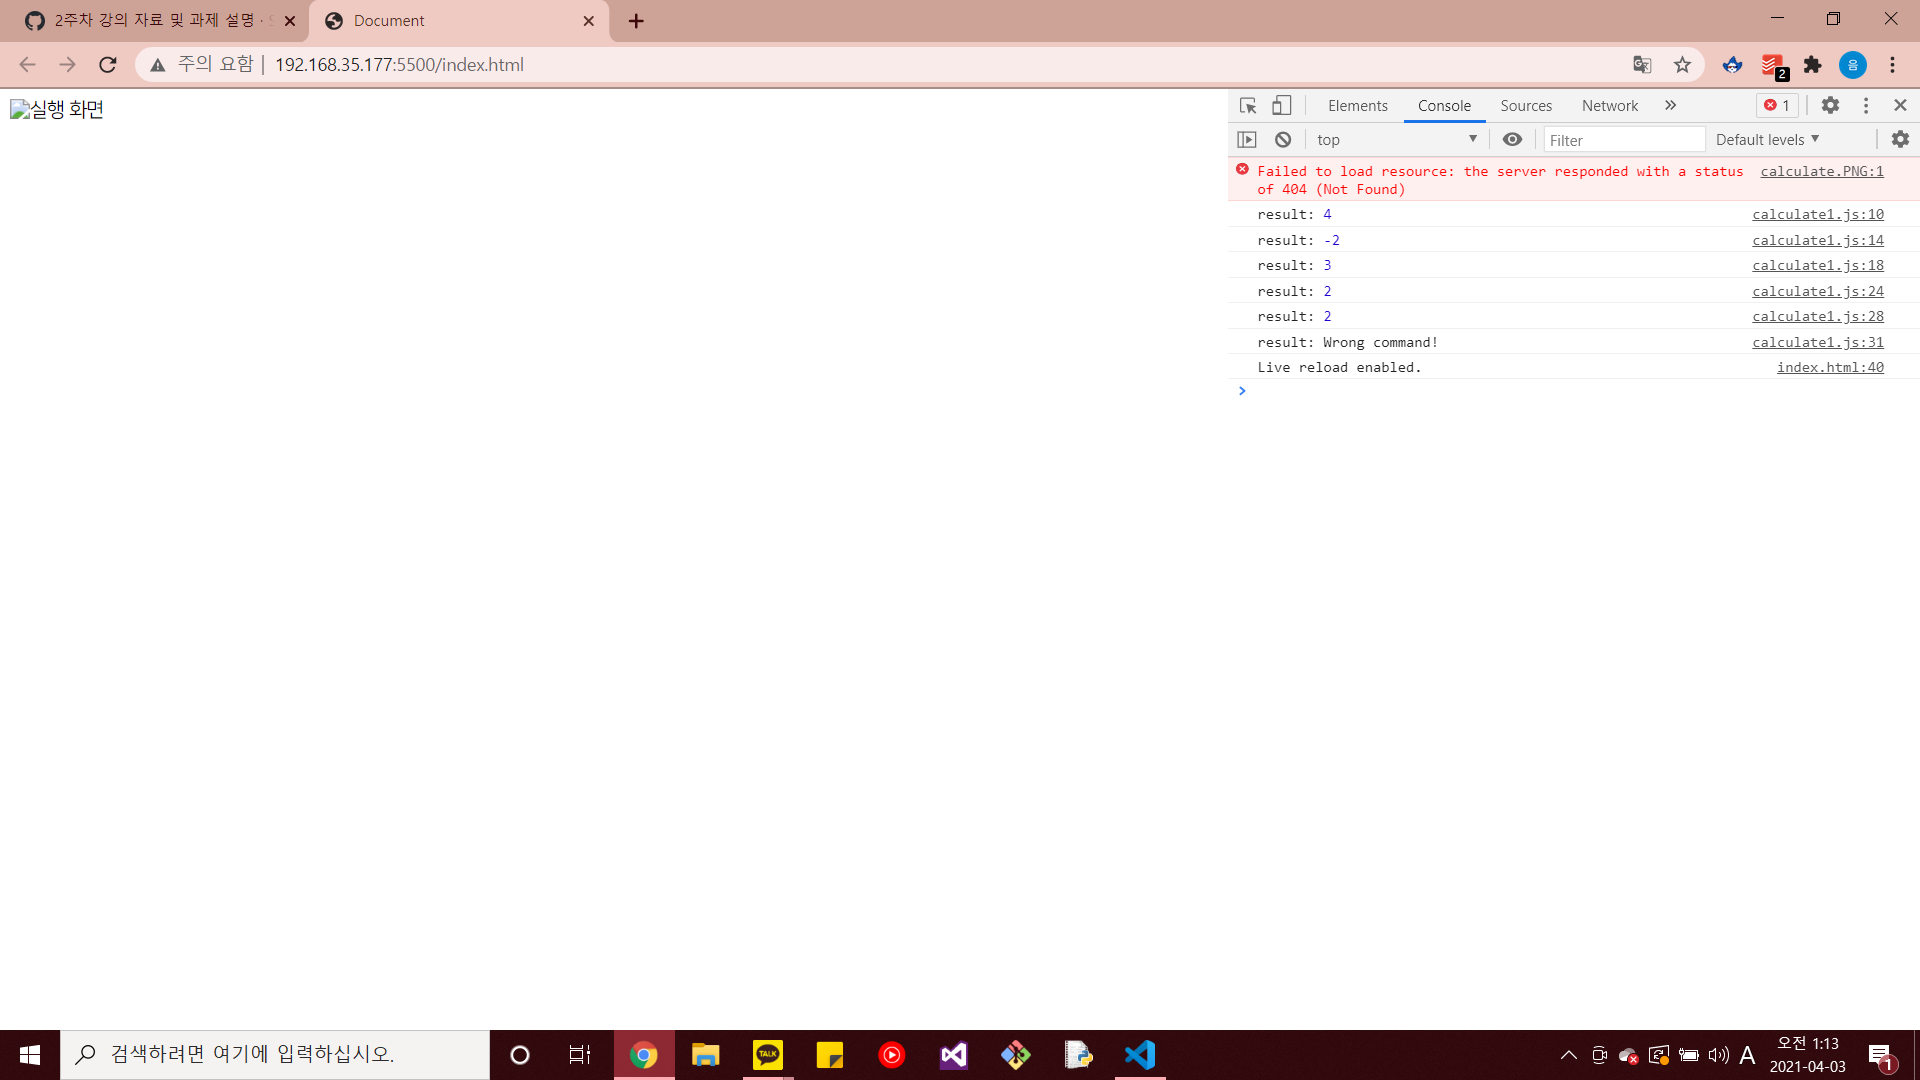 2주차 강의 자료 및 과제 설명 ·
Document
주의 요함
192.168.35.177:5500/index.html
2
음
실행 화면
Elements
Console
Sources
Network
1
top
Filter
Default levels
Failed to load resource: the server responded with a status of 404 (Not Found)
calculate.PNG:1
result: 4
calculate1.js:10
result: -2
calculate1.js:14
result: 3
calculate1.js:18
result: 2
calculate1.js:24
result: 2
calculate1.js:28
result: Wrong command!
calculate1.js:31
Live reload enabled.
index.html:40
검색하려면 여기에 입력하십시오.
TALK
A
오전 1:13
2021-04-03
1